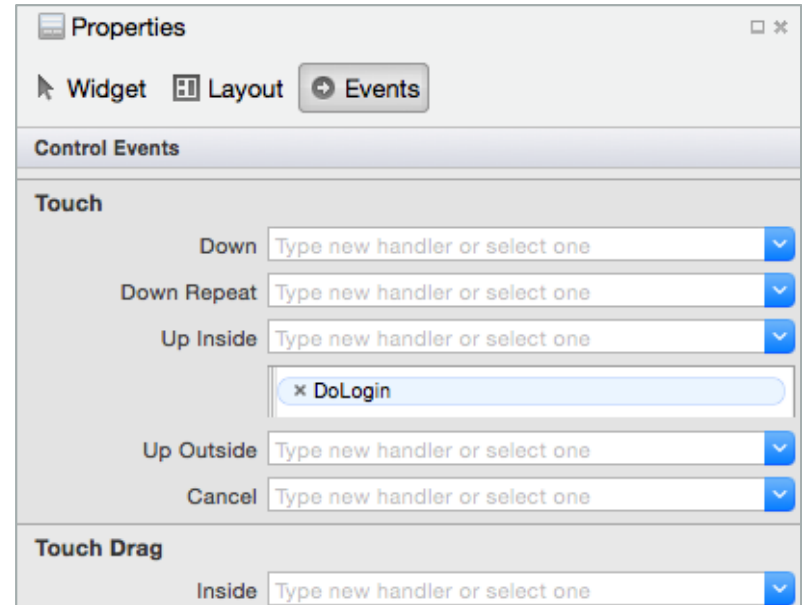 Properties
Widget Layout Events
Control Events
Touch
Down Type new handler or select one
Down Repeat Type new handler or select one
Up Inside Type new handler or select one
× DoLogin
Up Outside Type new handler or select one
Cancel Type new handler or select one
Touch Drag
Inside Type new handler or select one